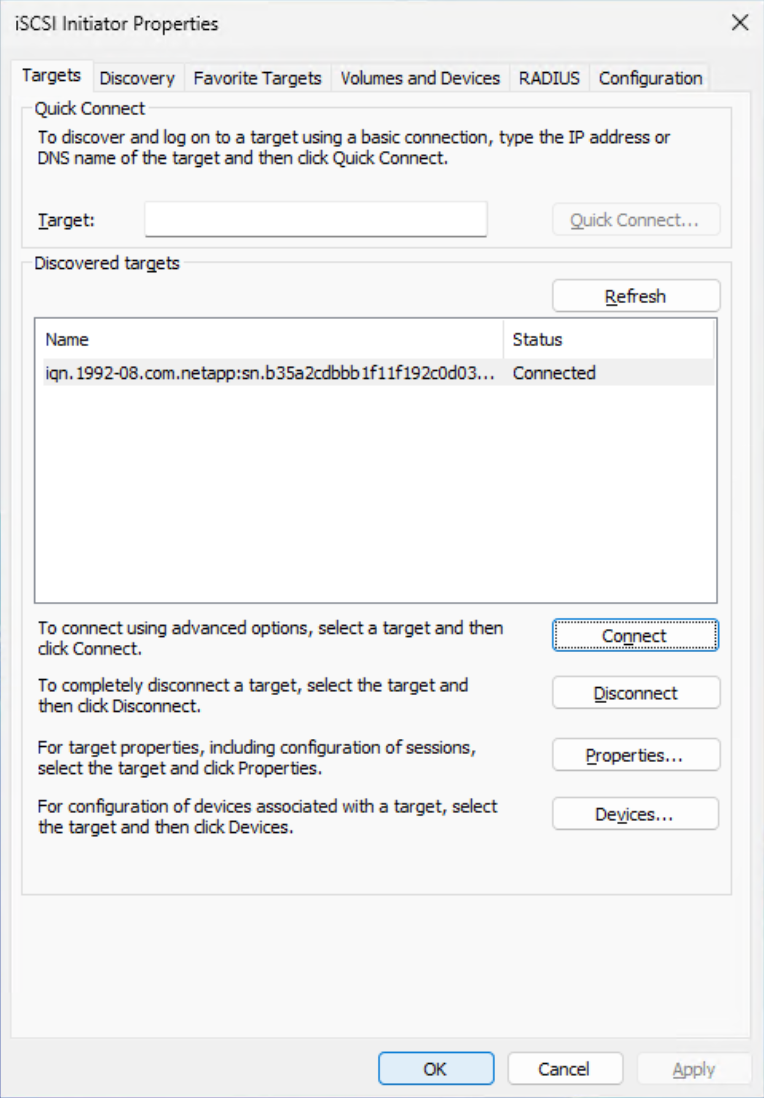 iSCSI Initiator Properties
Targets
Discovery
Favorite Targets
Volumes and Devices
RADIUS
Configuration
Quick Connect
To discover and log on to a target using a basic connection, type the IP address or
DNS name of the target and then click Quick Connect.
Target:
Quick Connect...
Discovered targets
Refresh
Name
Status
iqn.1992-08.com.netapp:sn.b35a2cdbbb1f11f192c0d03...
Connected
To connect using advanced options, select a target and then
click Connect.
Connect
To completely disconnect a target, select the target and
then click Disconnect.
Disconnect
For target properties, including configuration of sessions,
select the target and click Properties.
Properties...
For configuration of devices associated with a target, select
the target and then click Devices.
Devices...
OK
Cancel
Apply